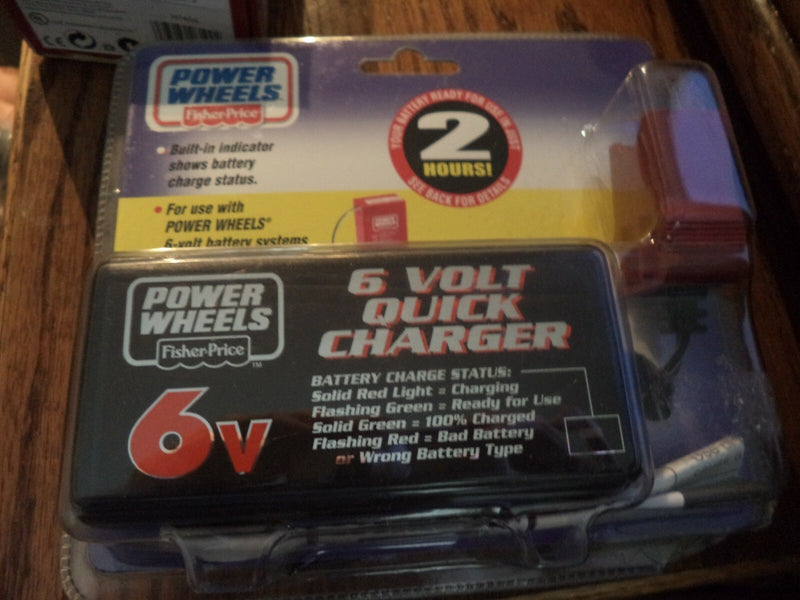 POWER
WHEELS
Fisher-Price
• Built-in indicator
shows battery
charge status.
• For use with
POWER WHEELS®
6-volt battery systems
YOUR BATTERY READY FOR USE IN JUST
2
HOURS!
SEE BACK FOR DETAILS
POWER
WHEELS
Fisher-Price
TM
6V
6 VOLT
QUICK
CHARGER
BATTERY CHARGE STATUS:
Solid Red Light = Charging
Flashing Green = Ready for Use
Solid Green = 100% Charged
Flashing Red = Bad Battery
or Wrong Battery Type